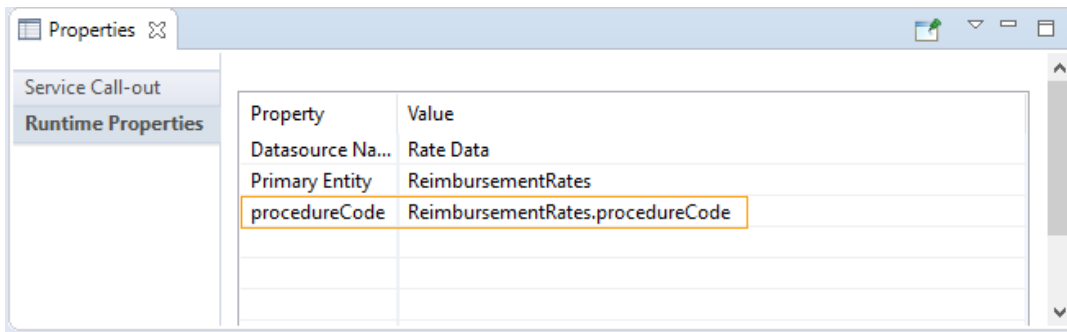 Properties
Service Call-out
Runtime Properties
Property Value
Datasource Na... Rate Data
Primary Entity ReimbursementRates
procedureCode ReimbursementRates.procedureCode